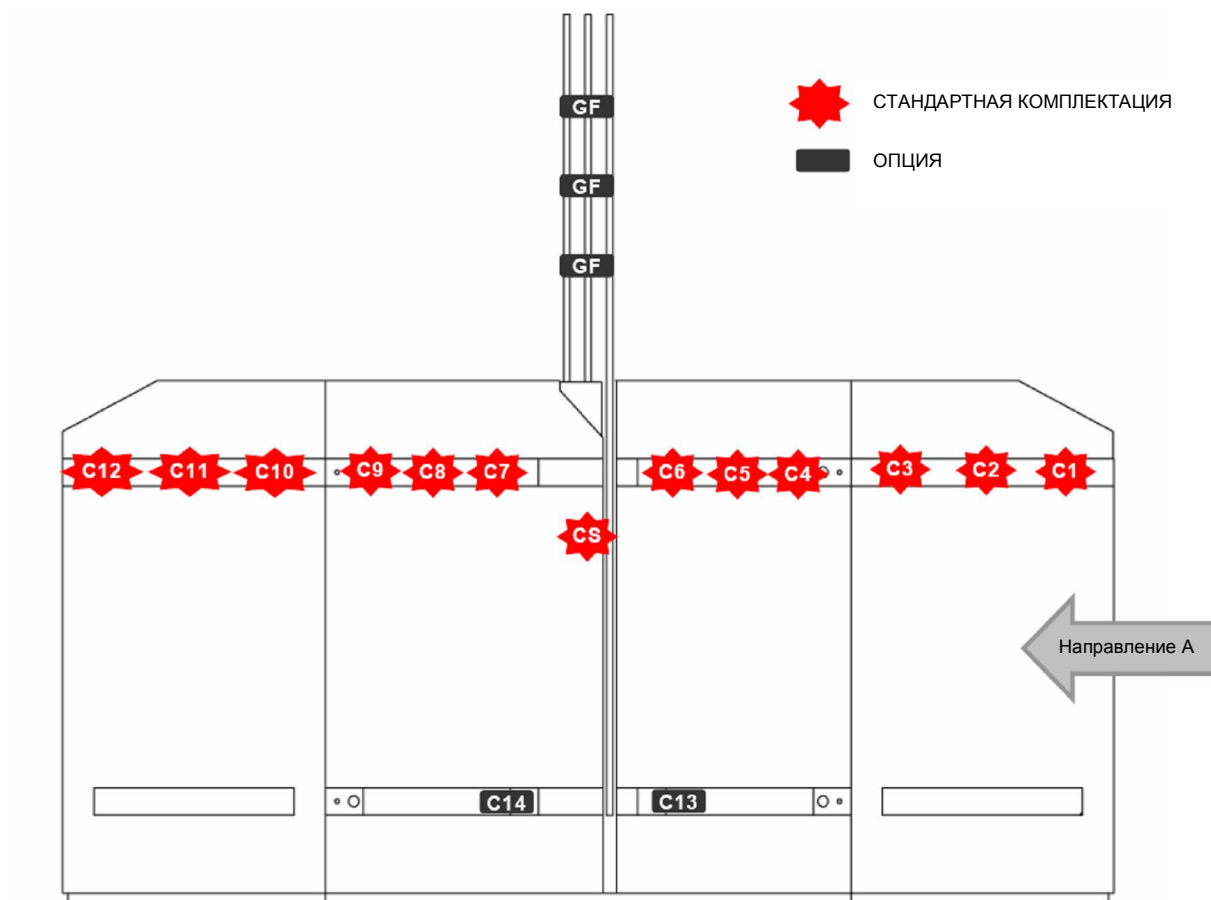 GF
СТАНДАРТНАЯ КОМПЛЕКТАЦИЯ
ОПЦИЯ
GF
GF
C12 C11 C10 C9 C8 C7 C6 C5 C4 C3 C2 C1
CS
Направление А
C14 C13